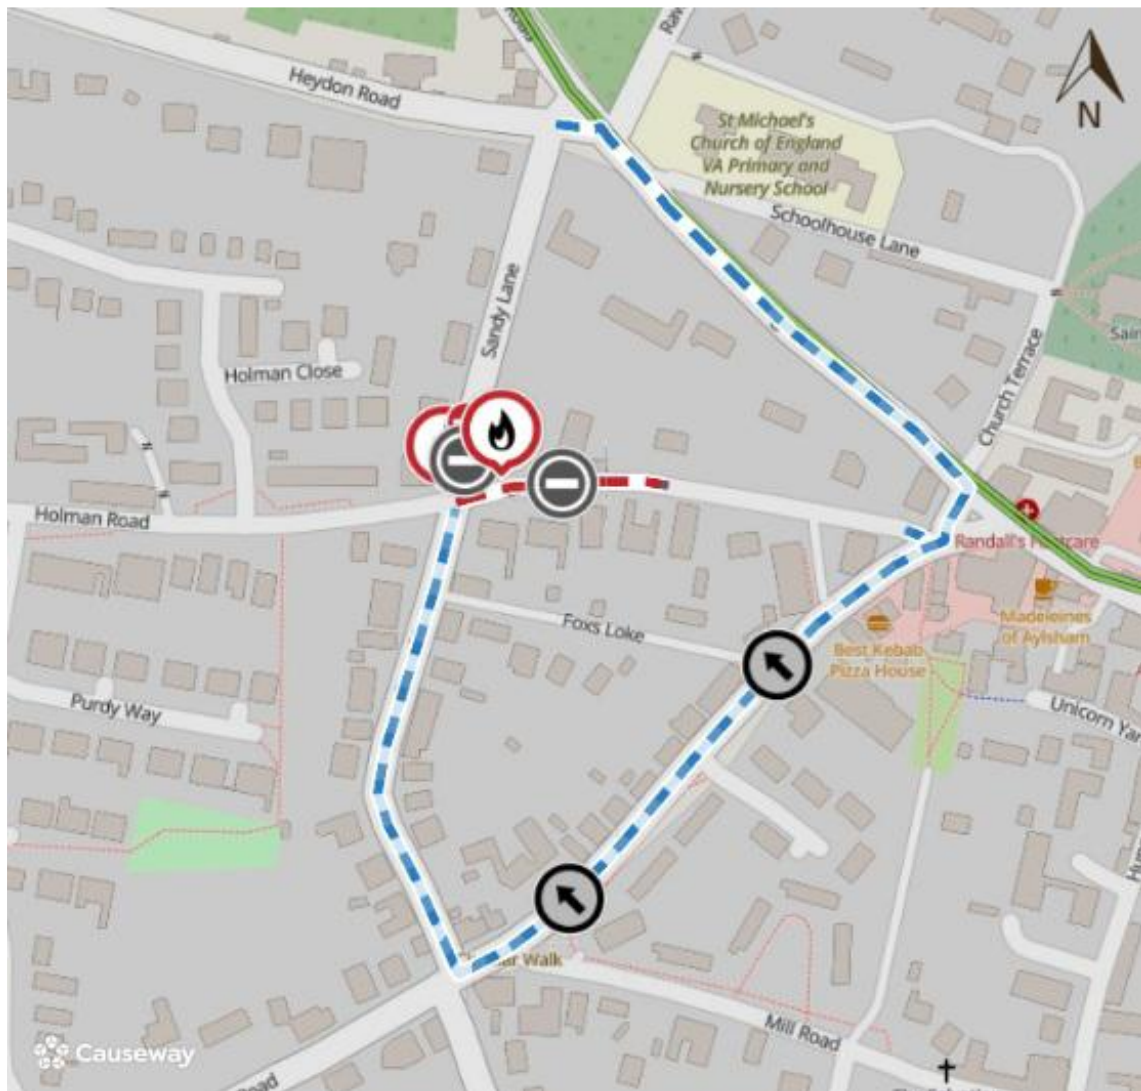 Road
Heydon Road
N
St Michael's
Church of England
VA Primary and
Nursery School
Schoolhouse Lane
Sandy Lane
Church Terrace
Holman Close
Holman Road
Randall's
Foxs Loke
Madeleines
of Aylsham
Best Kebab
Pizza House
Purdy Way
Unicorn
Walk
Mill Road
Causeway
Road